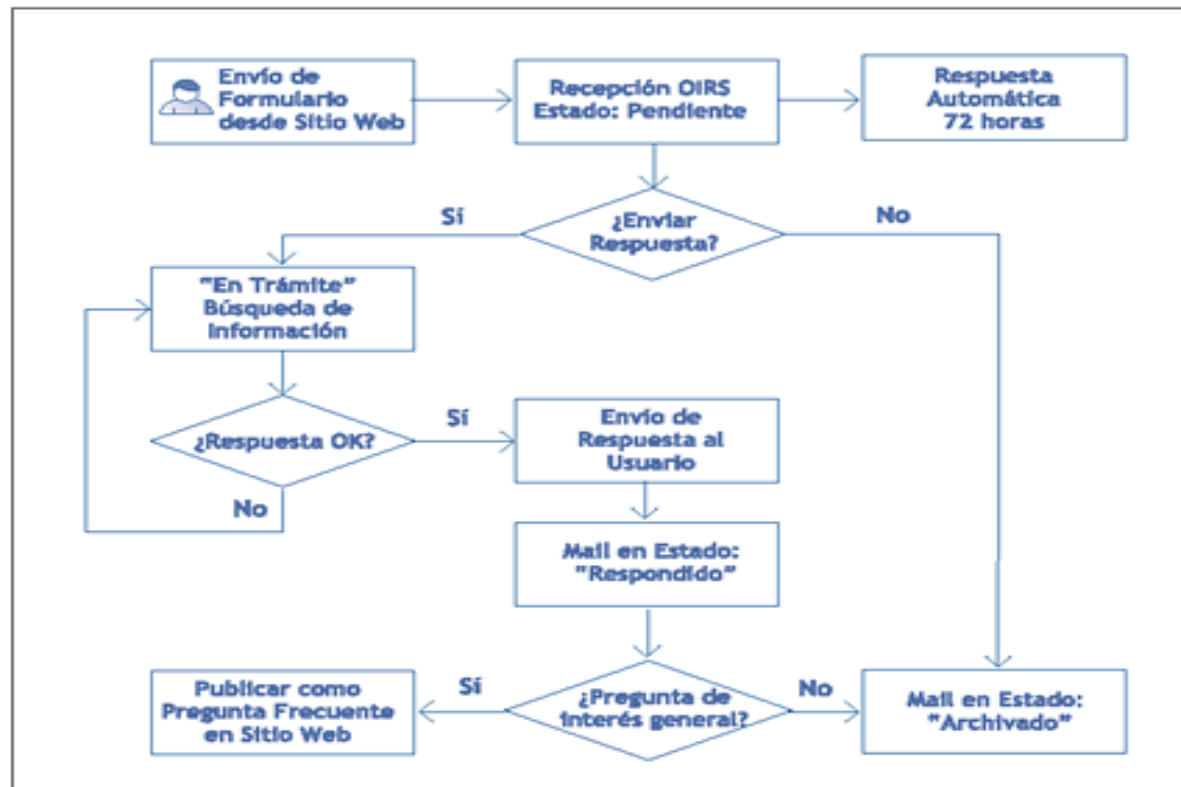 Envío de
Formulario
desde Sitio Web
Recepción OIRS
Estado: Pendiente
Respuesta
Automática
72 horas
¿Enviar
Respuesta?
Sí
No
“En Trámite”
Búsqueda de
Información
¿Respuesta OK?
Sí
No
Envío de
Respuesta al
Usuario
Mail en Estado:
"Respondido”
¿Pregunta de
interés general?
Sí
No
Publicar como
Pregunta Frecuente
en Sitio Web
Mail en Estado:
“Archivado”